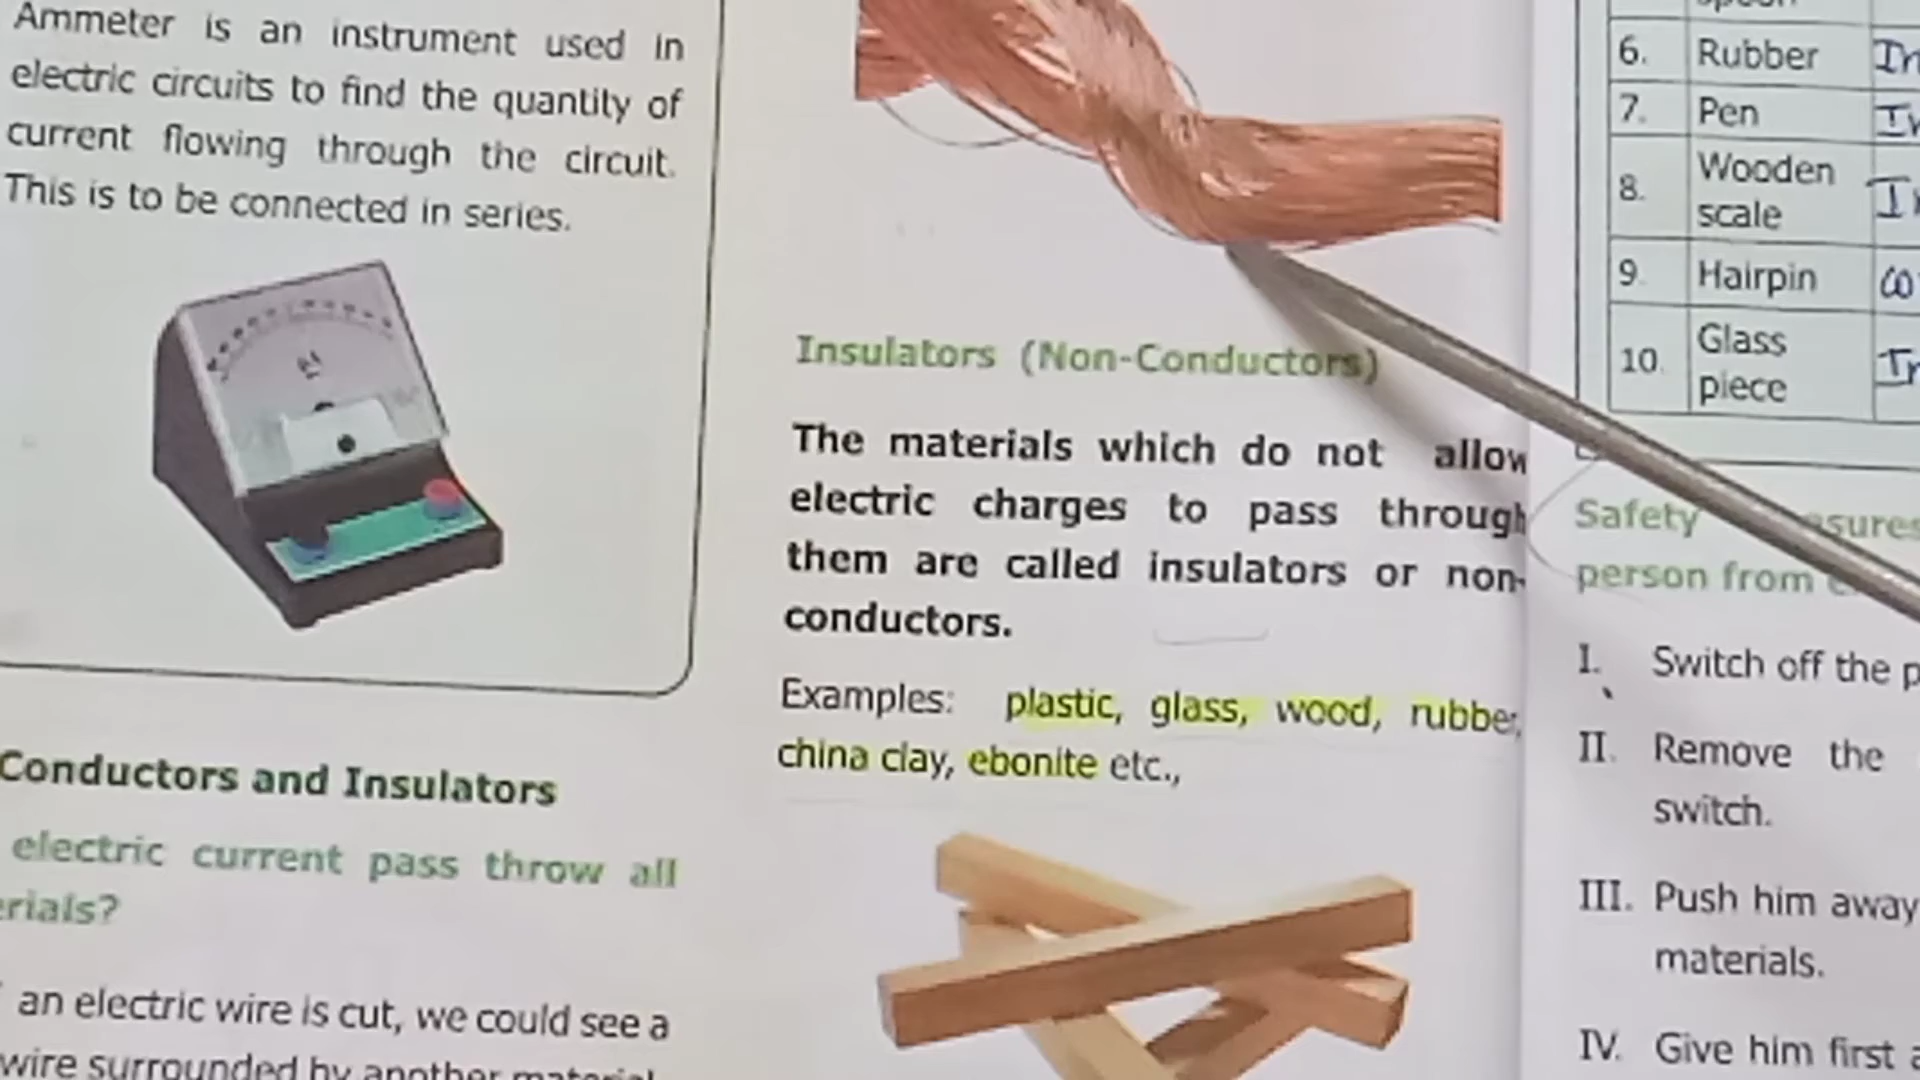 Ammeter is an instrument used in
electric circuits to find the quantity of
current flowing through the circuit.
This is to be connected in series.
Conductors and Insulators
electric current pass throw all
an electric wire is cut, we could see a
wire surrounded by another material
Insulators (Non-Conductors)
The materials which do not allow
electric charges to pass through
them are called insulators or non-
conductors.
Examples: plastic, glass, wood, rubber,
china clay, ebonite etc.,
6. Rubber
7. Pen
8. Wooden
scale
9. Hairpin
10. Glass
piece
Safety
person from
I. Switch off the
II. Remove the
switch.
III. Push him away
materials.
IV. Give him first